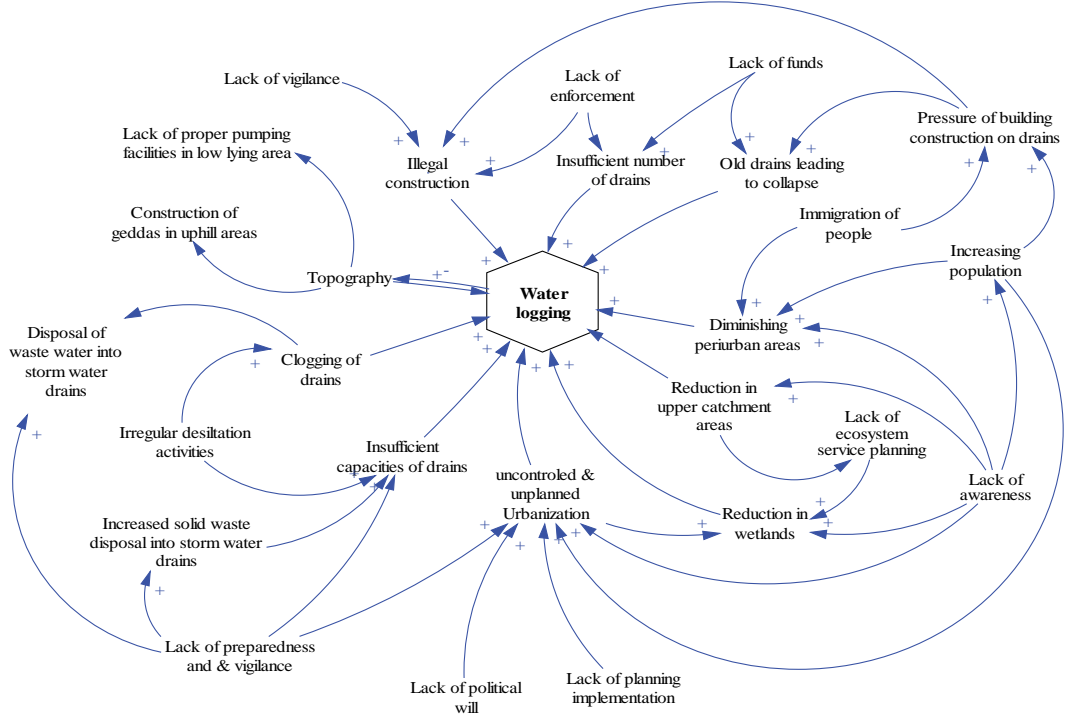 Lack of vigilance
Lack of
enforcement
Lack of funds
Pressure of building
construction on drains
Lack of proper pumping
facilities in low lying area
Illegal
construction
Insufficient number
of drains
Old drains leading
to collapse
Construction of
geddas in uphill areas
Immigration of
people
Increasing
population
Topography
Water
logging
Disposal of
waste water into
storm water
drains
Clogging of
drains
Diminishing
periurban areas
Reduction in
upper catchment
areas
Lack of
ecosystem
service planning
Irregular desiltation
activities
Insufficient
capacities of drains
uncontroled &
unplanned
Urbanization
Lack of
awareness
Increased solid waste
disposal into storm water
drains
Reduction in
wetlands
Lack of preparedness
and & vigilance
Lack of political
will
Lack of planning
implementation